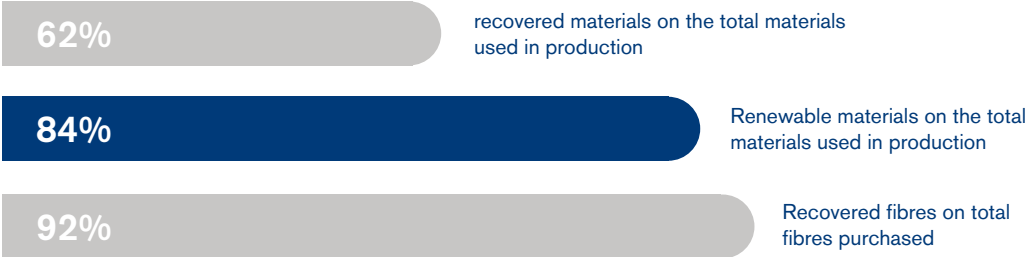 62%
recovered materials on the total materials
used in production
84%
Renewable materials on the total
materials used in production
92%
Recovered fibres on total
fibres purchased